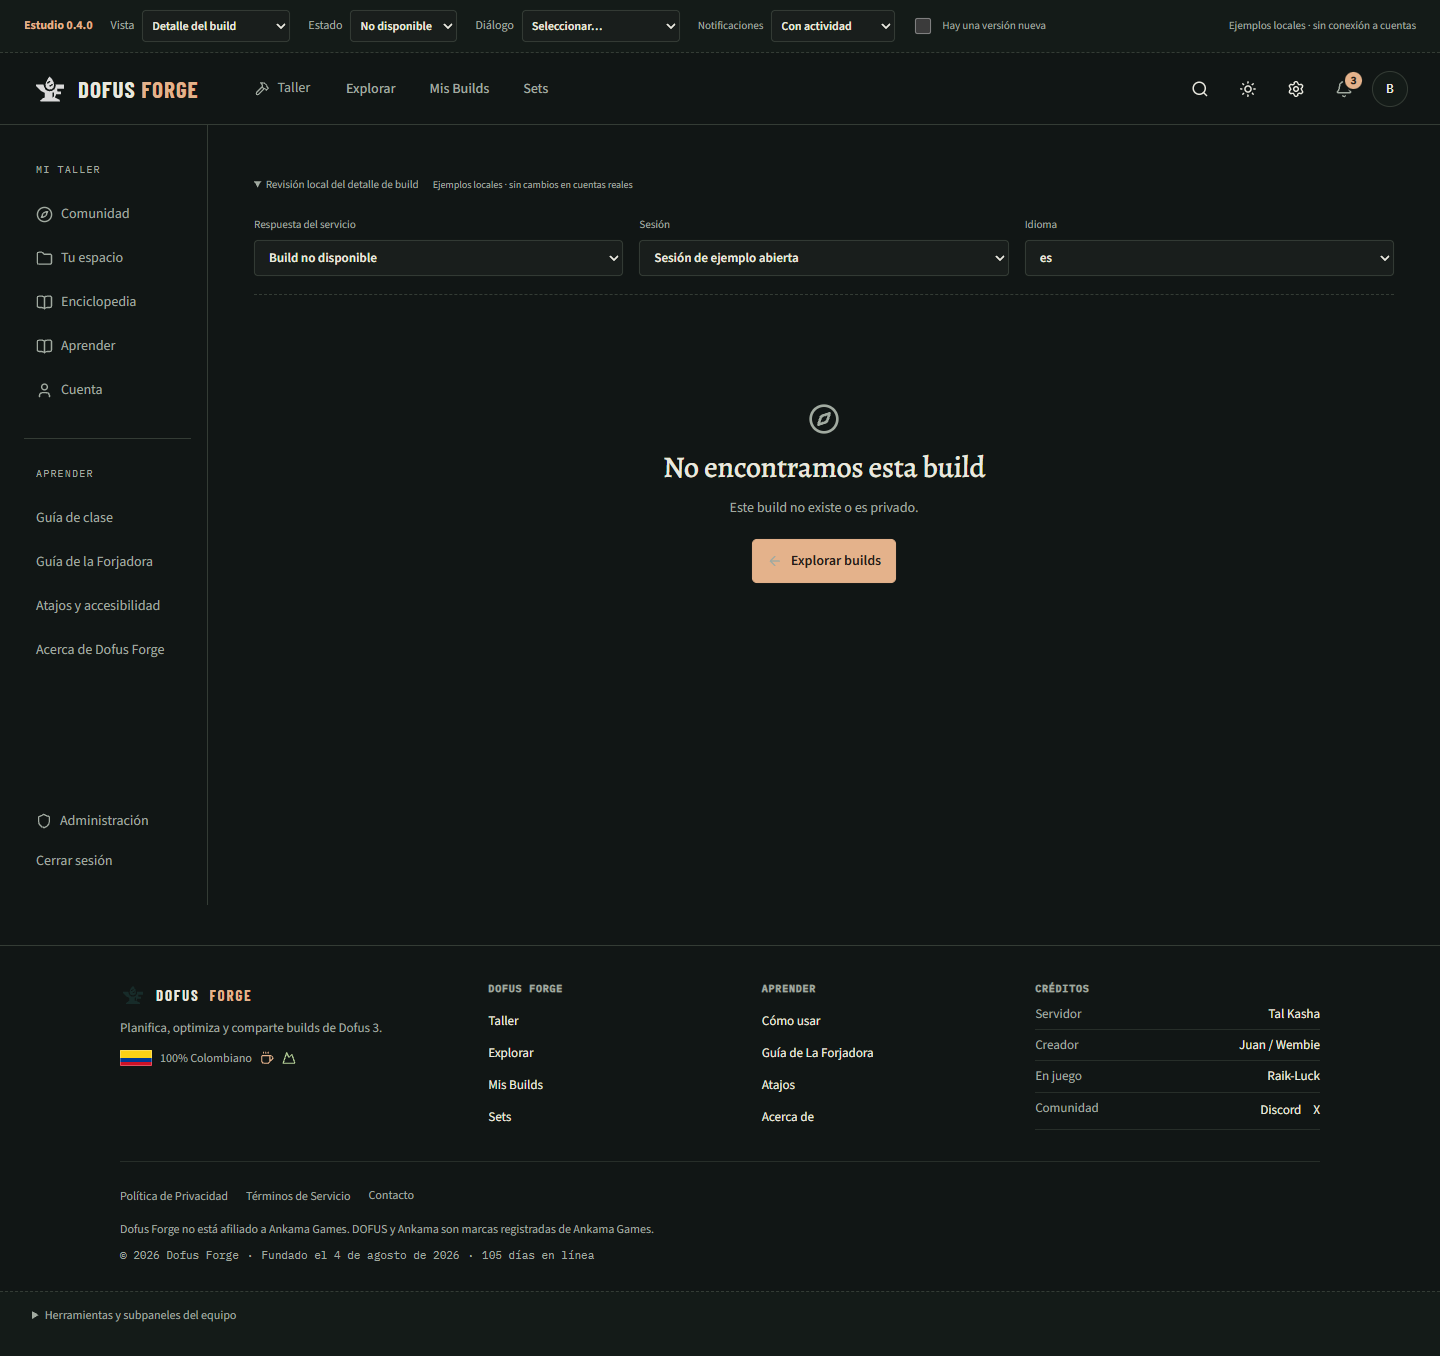 Estudio 0.4.0 Vista Detalle del build Estado No disponible Diálogo Seleccionar... Notificaciones Con actividad Hay una versión nueva Ejemplos locales · sin conexión a cuentas
DOFUS FORGE Taller Explorar Mis Builds Sets 3 B
MI TALLER
Comunidad
Tu espacio
Enciclopedia
Aprender
Cuenta
APRENDER
Guía de clase
Guía de la Forjadora
Atajos y accesibilidad
Acerca de Dofus Forge
Administración
Cerrar sesión
▼ Revisión local del detalle de build Ejemplos locales · sin cambios en cuentas reales
Respuesta del servicio Sesión Idioma
Build no disponible Sesión de ejemplo abierta es
No encontramos esta build
Este build no existe o es privado.
← Explorar builds
DOFUS FORGE
Planifica, optimiza y comparte builds de Dofus 3.
100% Colombiano
DOFUS FORGE
Taller
Explorar
Mis Builds
Sets
APRENDER
Cómo usar
Guía de La Forjadora
Atajos
Acerca de
CRÉDITOS
Servidor Tal Kasha
Creador Juan / Wembie
En juego Raik-Luck
Comunidad Discord X
Política de Privacidad Términos de Servicio Contacto
Dofus Forge no está afiliado a Ankama Games. DOFUS y Ankama son marcas registradas de Ankama Games.
© 2026 Dofus Forge · Fundado el 4 de agosto de 2026 · 105 días en línea
▶ Herramientas y subpaneles del equipo